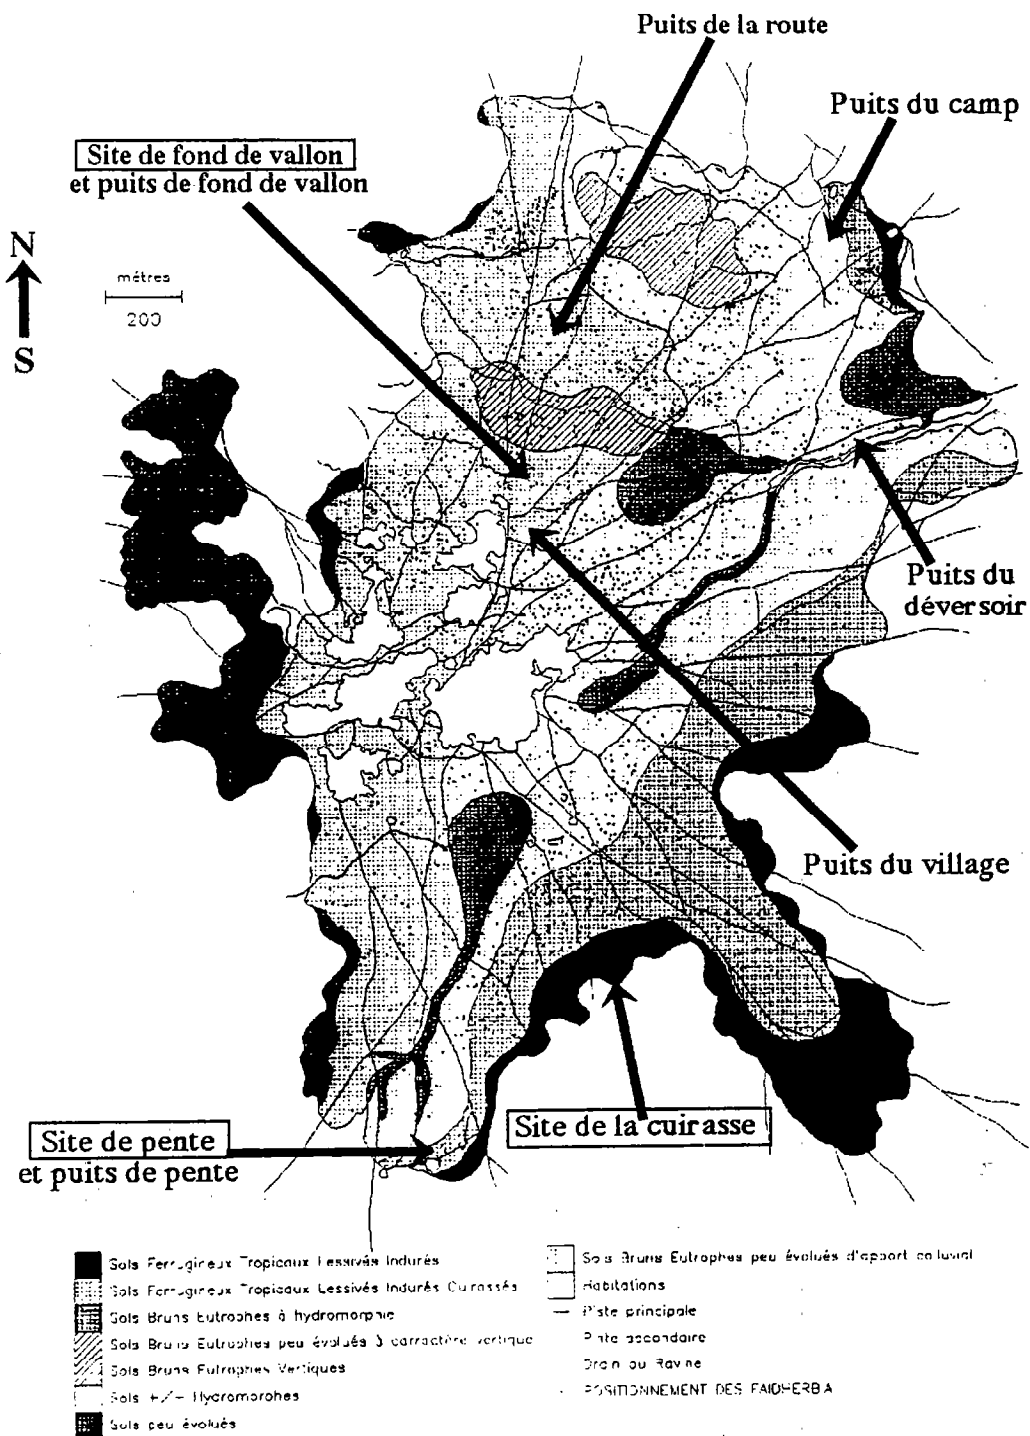 Puits de la route
Puits du camp
Site de fond de vallon
et puits de fond de vallon
N
mètres
200
S
Puits du
déversoir
Puits du village
Site de la cuirasse
Site de pente
et puits de pente
Sols Ferrugineux Tropicaux Lessivés Indurés
Sols Ferrugineux Tropicaux Lessivés Indurés Cuirassés
Sols Bruns Eutrophes à hydromorphie
Sols Bruns Eutrophes peu évolués à carractère vertique
Sols Bruns Eutrophes Vertiques
Sols +/- Hydromorphes
Sols peu évolués
Sols Bruns Eutrophes peu évolués d'apport colluvial
Habitations
Piste principale
Piste secondaire
Drain ou Ravine
POSITIONNEMENT DES FAIDHERBIA